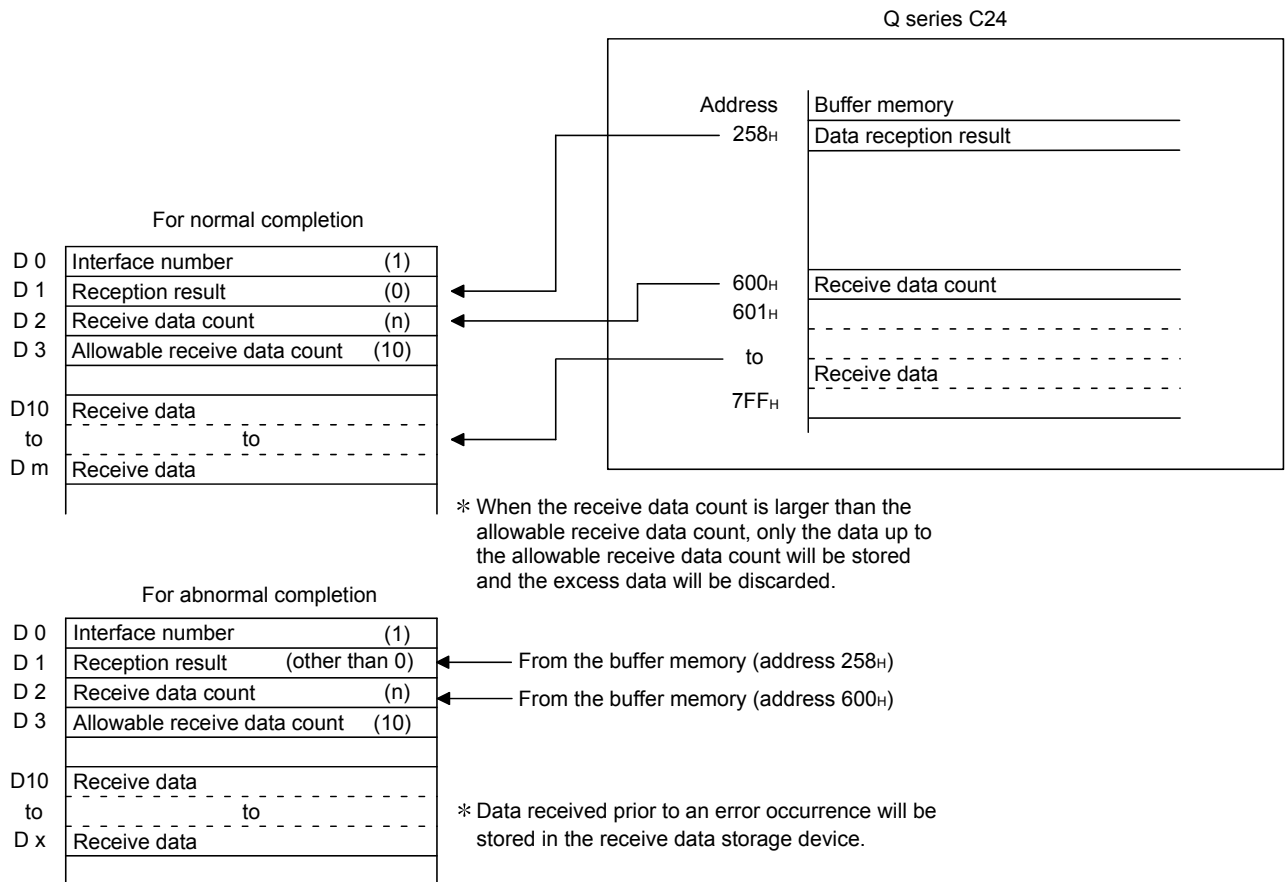 Q series C24
Address Buffer memory
258H Data reception result
600H Receive data count
601H
to
Receive data
7FFH
For normal completion
D 0 Interface number (1)
D 1 Reception result (0)
D 2 Receive data count (n)
D 3 Allowable receive data count (10)
D10 Receive data
to to
D m Receive data
* When the receive data count is larger than the
allowable receive data count, only the data up to
the allowable receive data count will be stored
and the excess data will be discarded.
For abnormal completion
D 0 Interface number (1)
D 1 Reception result (other than 0) From the buffer memory (address 258H)
D 2 Receive data count (n) From the buffer memory (address 600H)
D 3 Allowable receive data count (10)
D10 Receive data
to to
D x Receive data
* Data received prior to an error occurrence will be
stored in the receive data storage device.